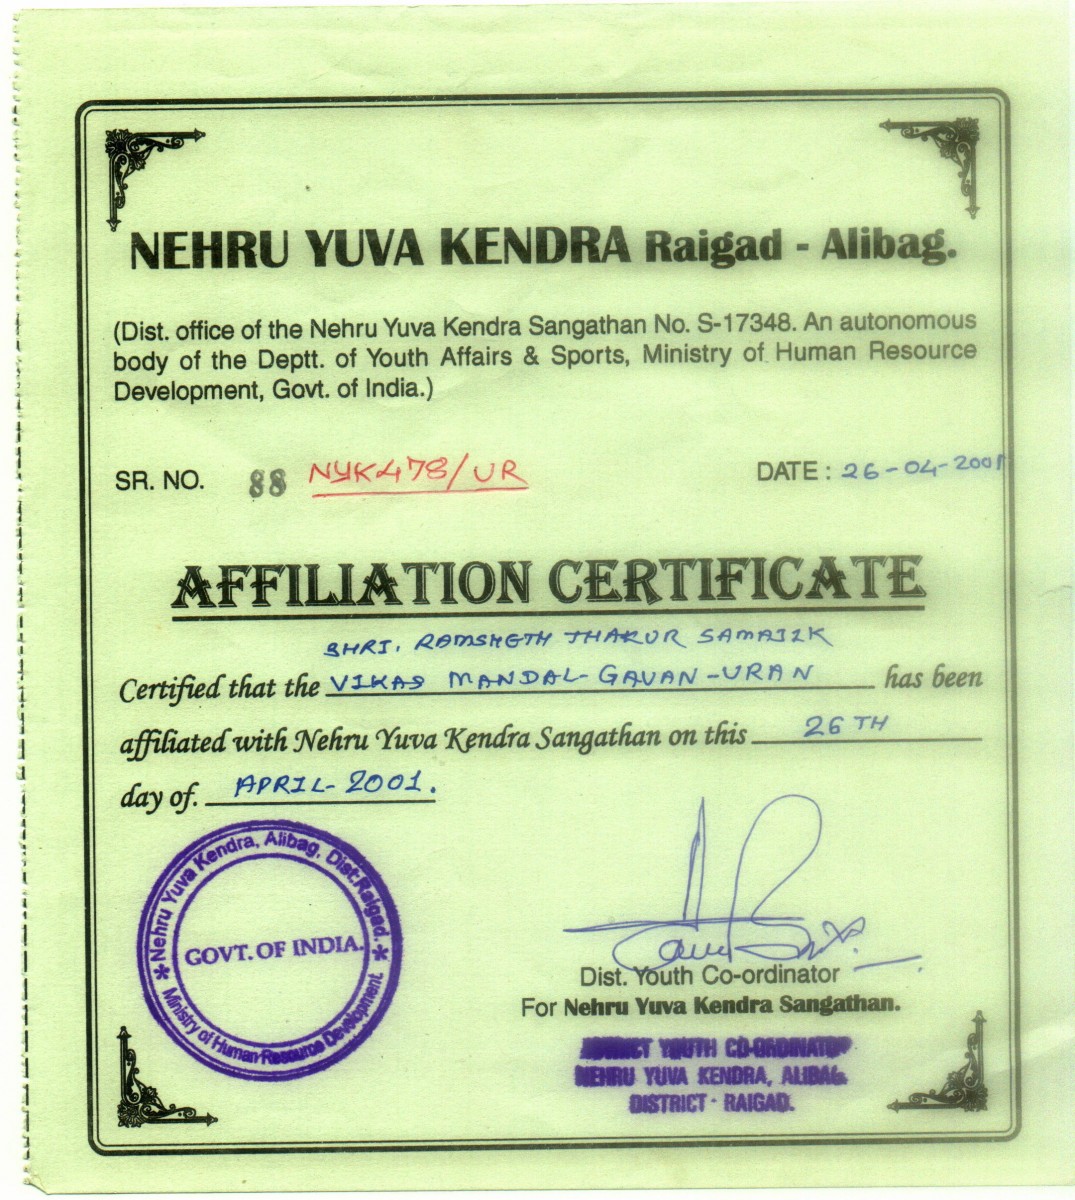 NEHRU YUVA KENDRA Raigad - Alibag.
(Dist. office of the Nehru Yuva Kendra Sangathan No. S-17348. An autonomous
body of the Deptt. of Youth Affairs & Sports, Ministry of Human Resource
Development, Govt. of India.)
SR. NO. 88 NYK478/UR DATE : 26-04-2001
AFFILIATION CERTIFICATE
SHRI. RAMSHETH THAKUR SAMAIIK
Certified that the VIKAS MANDAL-GAVAN-URAN has been
affiliated with Nehru Yuva Kendra Sangathan on this 26TH
day of. APRIL-2001.
Nehru Yuva Kendra, Alibag, Dist. Raigad.
GOVT. OF INDIA.
Ministry of Human Resource Development.
Dist. Youth Co-ordinator
For Nehru Yuva Kendra Sangathan.
DISTRICT YOUTH CO-ORDINATOR
NEHRU YUVA KENDRA, ALIBAG.
DISTRICT - RAIGAD.